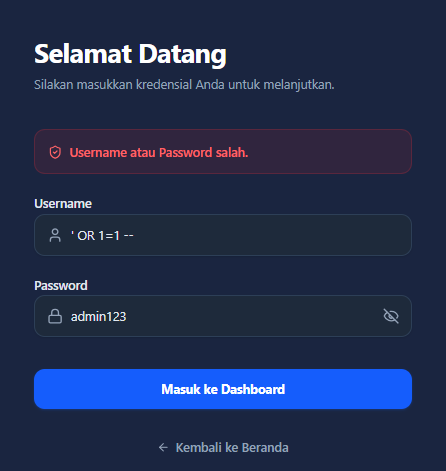 Selamat Datang
Silakan masukkan kredensial Anda untuk melanjutkan.
Username atau Password salah.
Username
' OR 1=1 --
Password
admin123
Masuk ke Dashboard
← Kembali ke Beranda